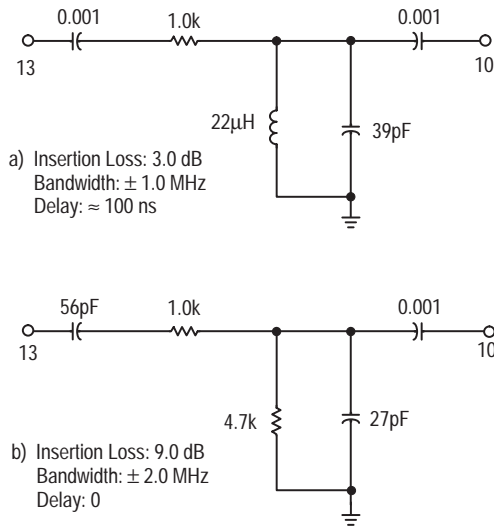 0.001
1.0k
0.001
13
10
22μH
39pF
a) Insertion Loss: 3.0 dB
Bandwidth: ± 1.0 MHz
Delay: ≈ 100 ns
56pF
1.0k
0.001
13
10
4.7k
27pF
b) Insertion Loss: 9.0 dB
Bandwidth: ± 2.0 MHz
Delay: 0